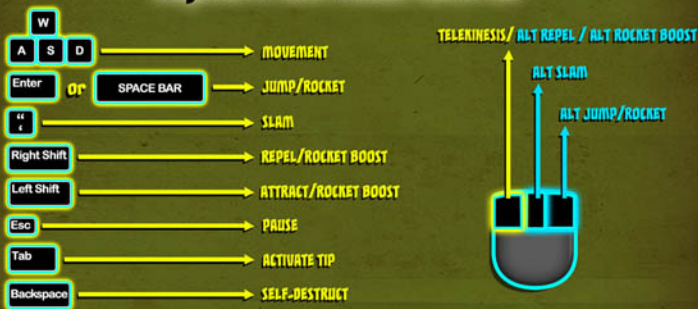 W
A S D MOVEMENT
Enter or SPACE BAR JUMP/ROCKET
“ ‘ SLAM
Right Shift REPEL/ROCKET BOOST
Left Shift ATTRACT/ROCKET BOOST
Esc PAUSE
Tab ACTIVATE TIP
Backspace SELF-DESTRUCT
TELEKINESIS/ ALT REPEL / ALT ROCKET BOOST
ALT SLAM
ALT JUMP/ROCKET